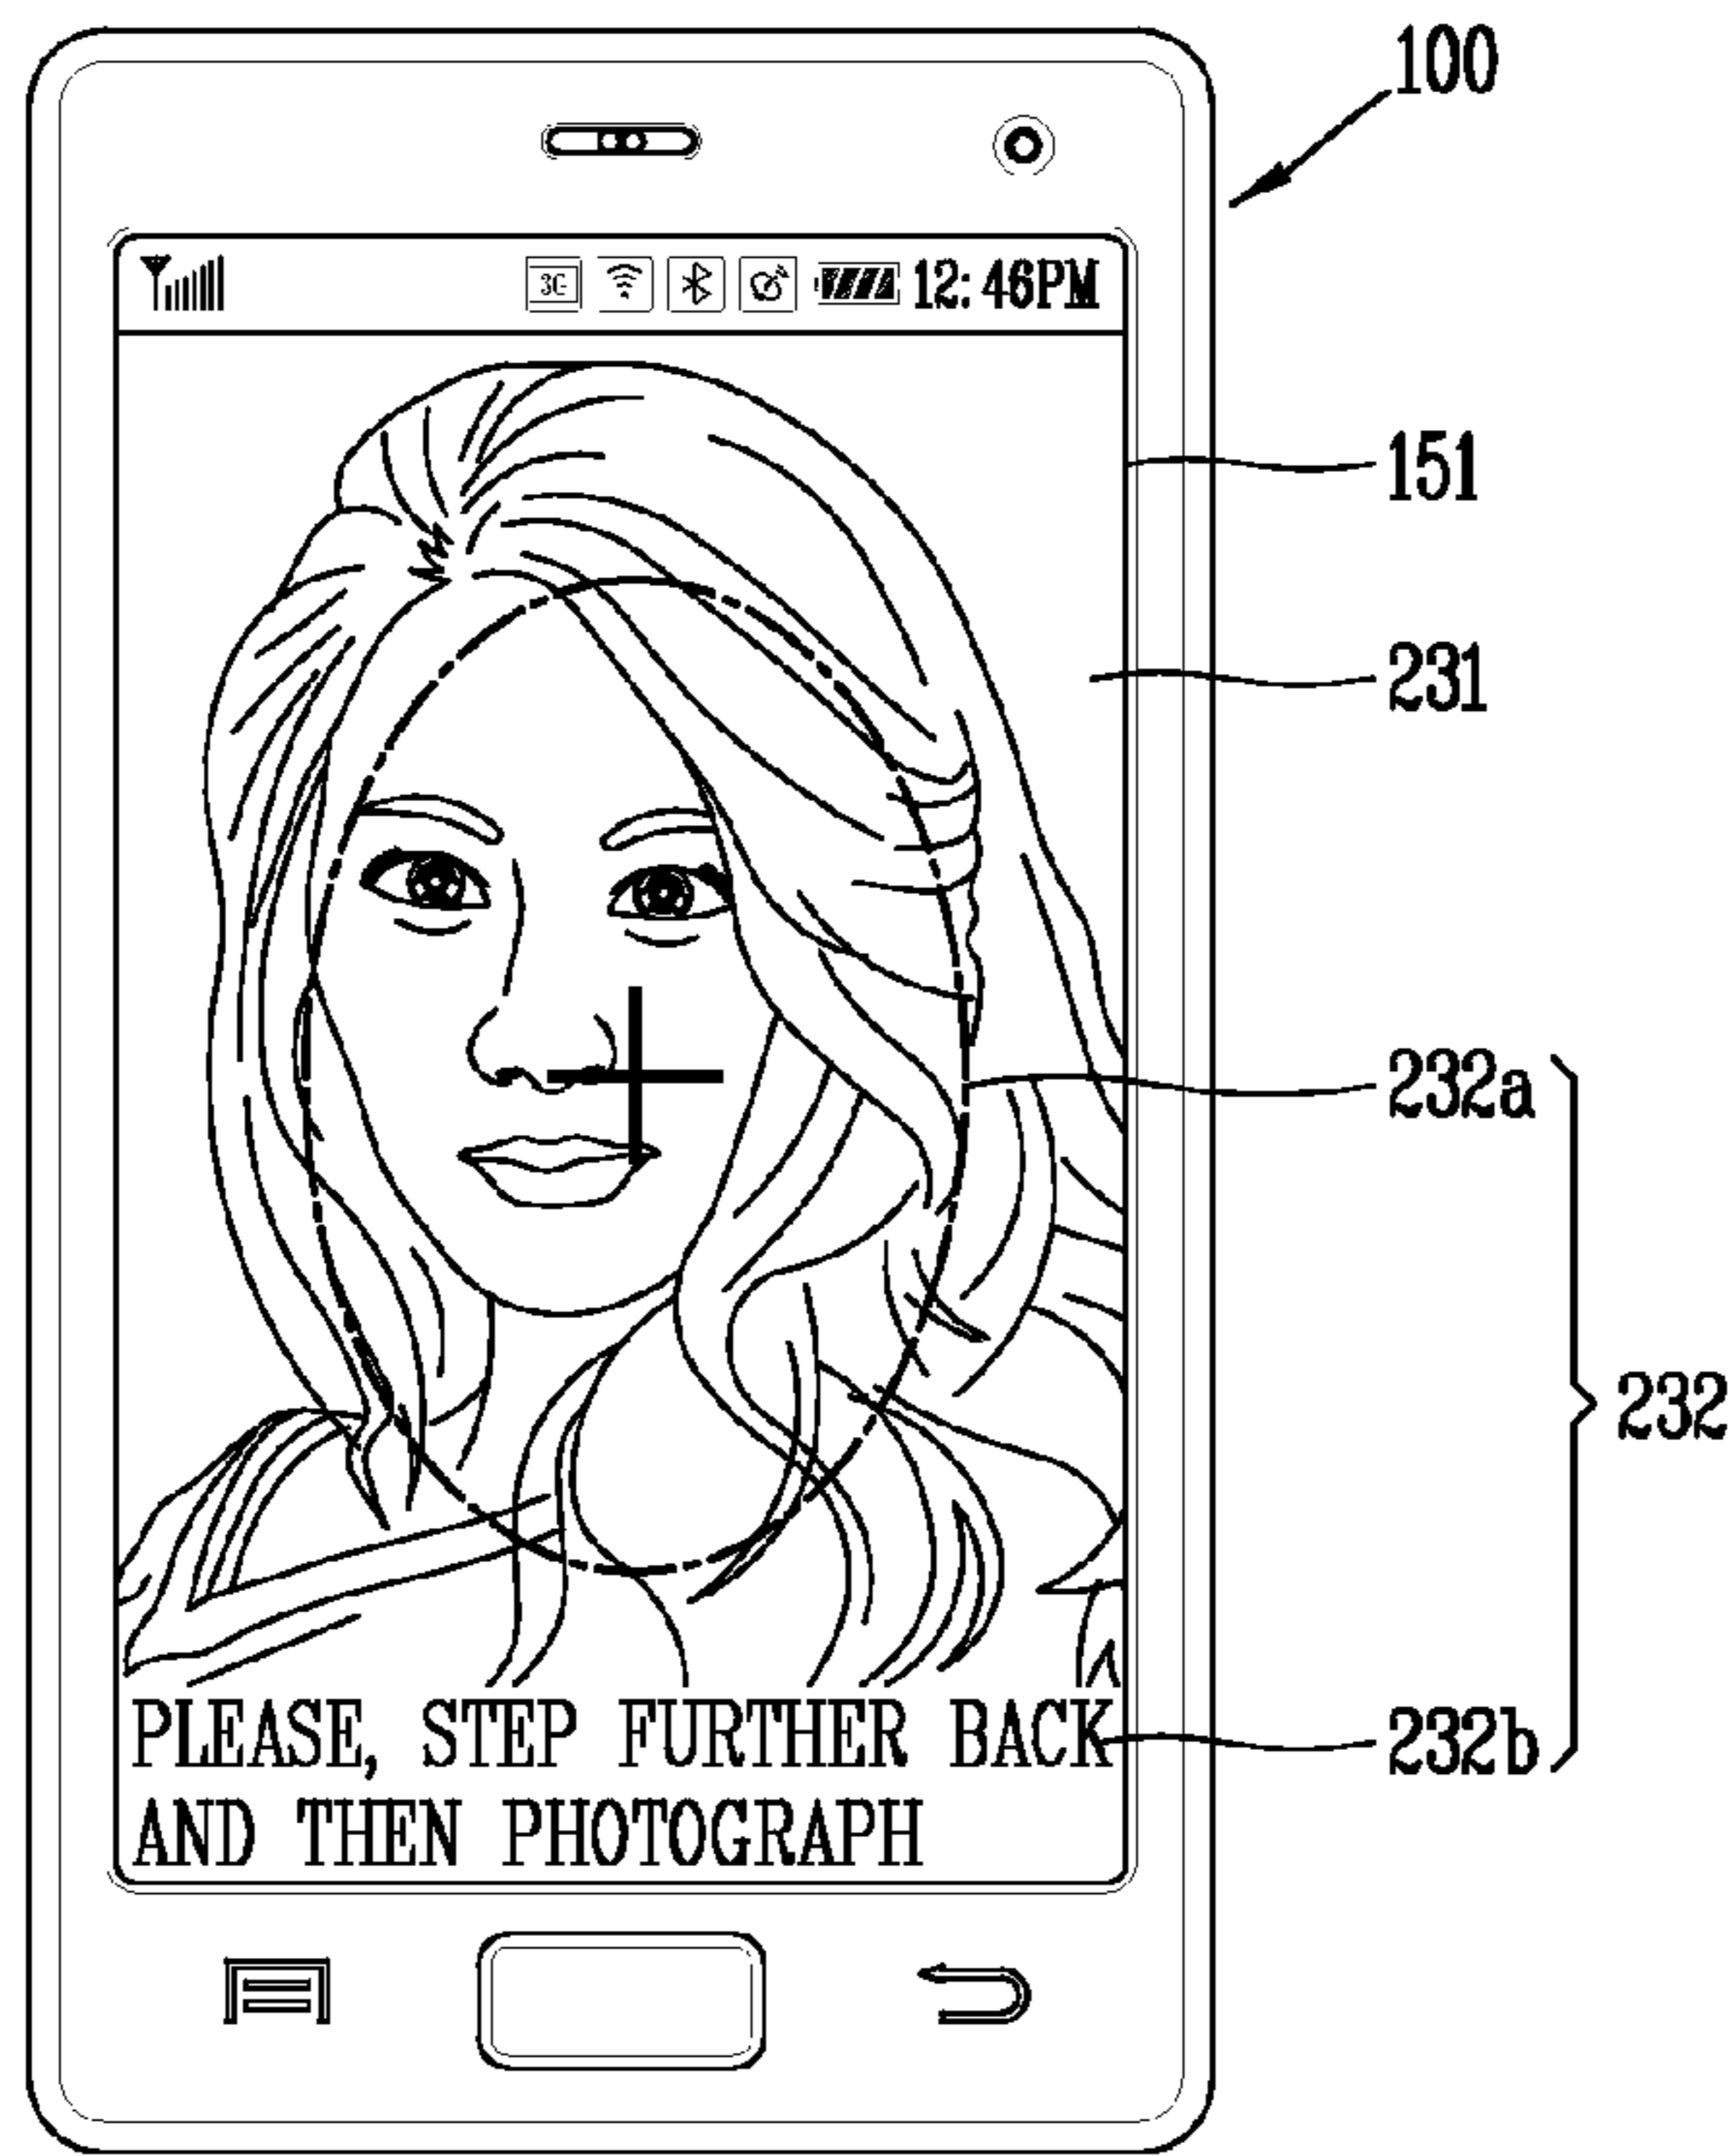 100
3G
12:46PM
151
231
232a
232
PLEASE, STEP FURTHER BACK
232b
AND THEN PHOTOGRAPH